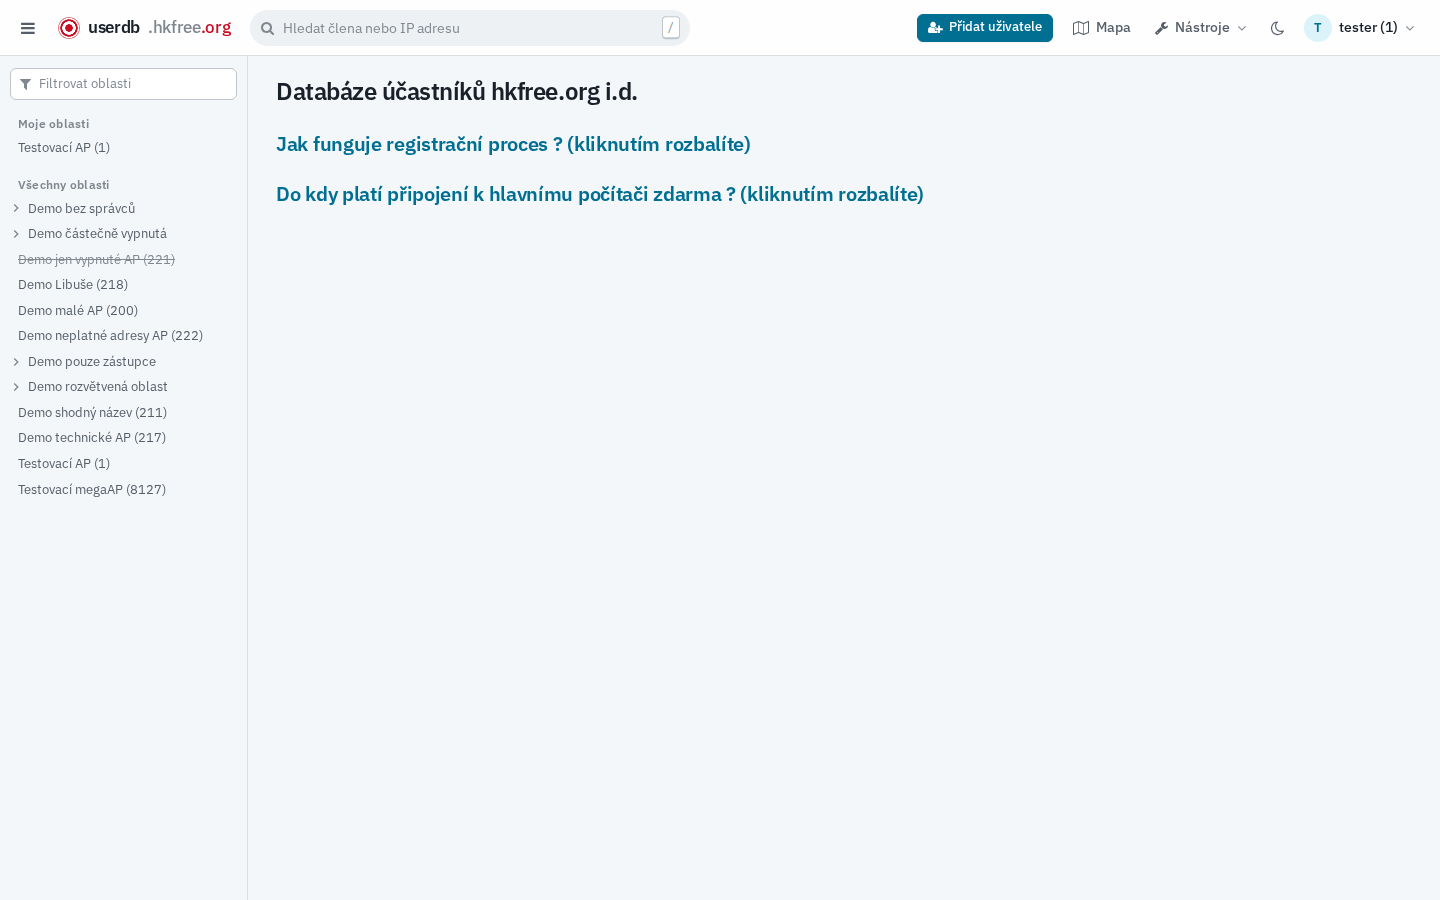 userdb .hkfree.org
Hledat člena nebo IP adresu
/
Přidat uživatele
Mapa
Nástroje
T
tester (1)
Filtrovat oblasti
Moje oblasti
Testovací AP (1)
Všechny oblasti
Demo bez správců
Demo částečně vypnutá
Demo jen vypnuté AP (221)
Demo Libuše (218)
Demo malé AP (200)
Demo neplatné adresy AP (222)
Demo pouze zástupce
Demo rozvětvená oblast
Demo shodný název (211)
Demo technické AP (217)
Testovací AP (1)
Testovací megaAP (8127)
Databáze účastníků hkfree.org i.d.
Jak funguje registrační proces ? (kliknutím rozbalíte)
Do kdy platí připojení k hlavnímu počítači zdarma ? (kliknutím rozbalíte)